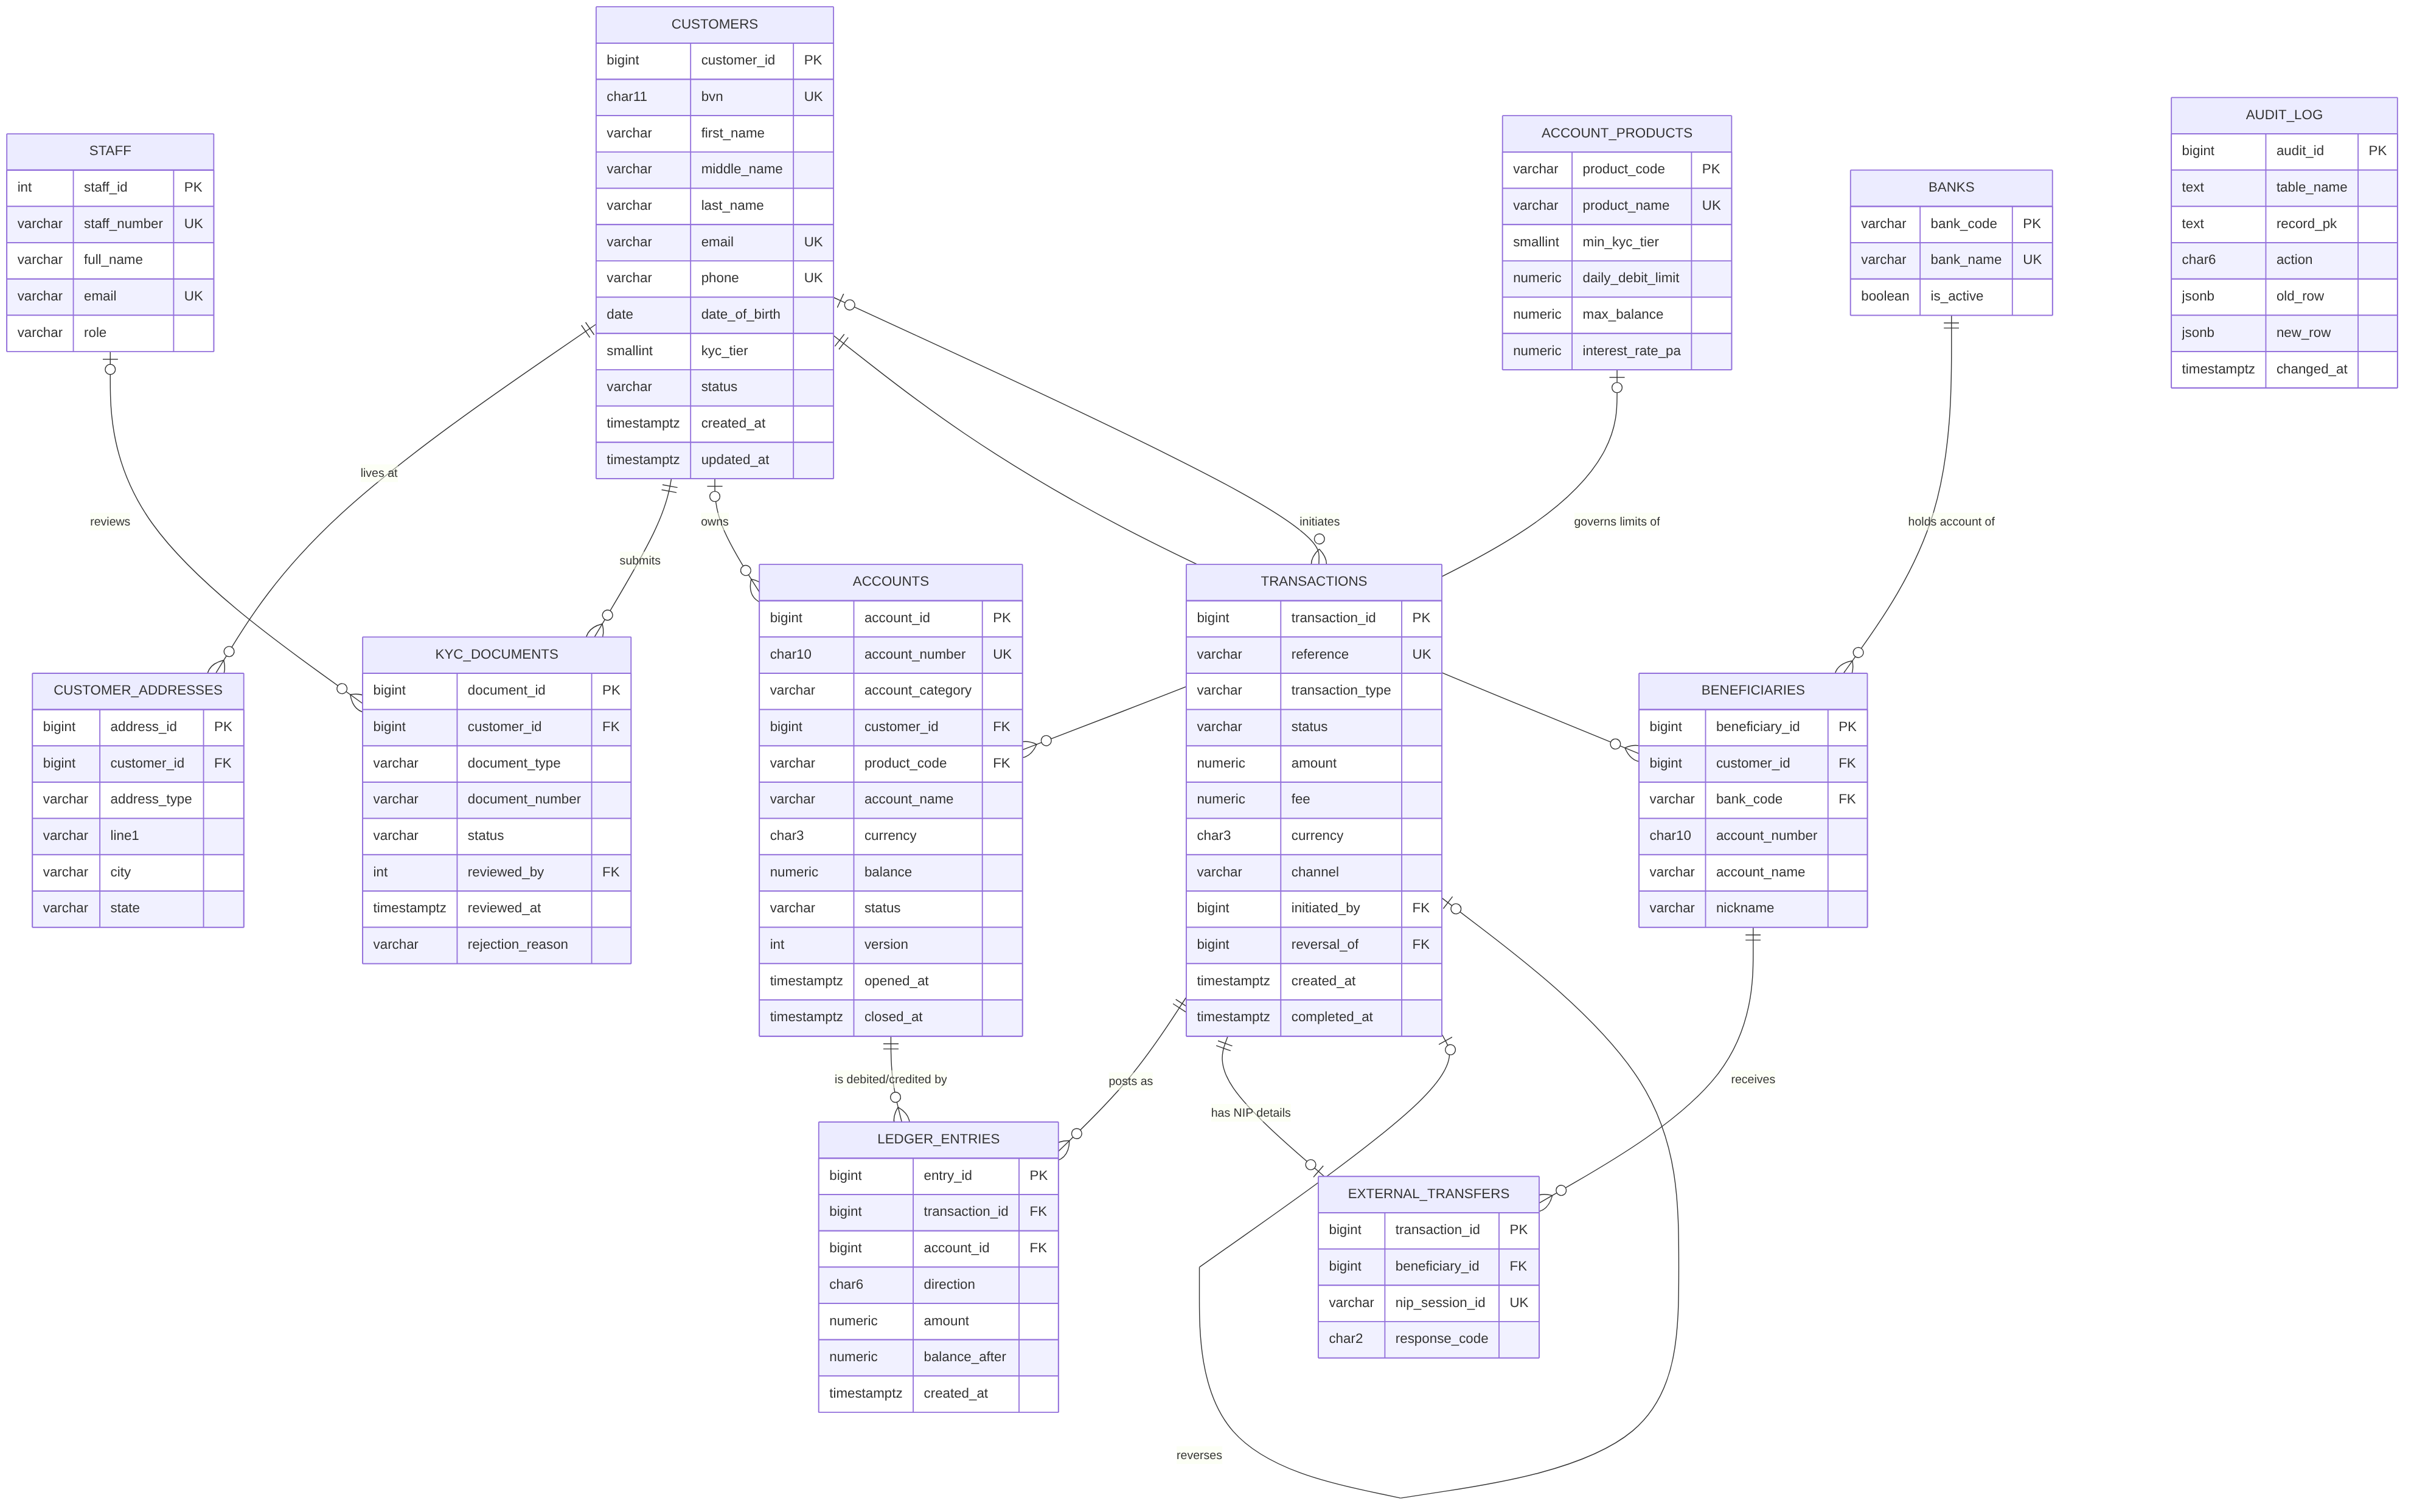 CUSTOMERS
bigint customer_id PK
char11 bvn UK
varchar first_name
varchar middle_name
varchar last_name
varchar email UK
varchar phone UK
date date_of_birth
smallint kyc_tier
varchar status
timestamptz created_at
timestamptz updated_at
STAFF
int staff_id PK
varchar staff_number UK
varchar full_name
varchar email UK
varchar role
ACCOUNT_PRODUCTS
varchar product_code PK
varchar product_name UK
smallint min_kyc_tier
numeric daily_debit_limit
numeric max_balance
numeric interest_rate_pa
BANKS
varchar bank_code PK
varchar bank_name UK
boolean is_active
AUDIT_LOG
bigint audit_id PK
text table_name
text record_pk
char6 action
jsonb old_row
jsonb new_row
timestamptz changed_at
lives at
reviews
submits
owns
initiates
governs limits of
holds account of
CUSTOMER_ADDRESSES
bigint address_id PK
bigint customer_id FK
varchar address_type
varchar line1
varchar city
varchar state
KYC_DOCUMENTS
bigint document_id PK
bigint customer_id FK
varchar document_type
varchar document_number
varchar status
int reviewed_by FK
timestamptz reviewed_at
varchar rejection_reason
ACCOUNTS
bigint account_id PK
char10 account_number UK
varchar account_category
bigint customer_id FK
varchar product_code FK
varchar account_name
char3 currency
numeric balance
varchar status
int version
timestamptz opened_at
timestamptz closed_at
TRANSACTIONS
bigint transaction_id PK
varchar reference UK
varchar transaction_type
varchar status
numeric amount
numeric fee
char3 currency
varchar channel
bigint initiated_by FK
bigint reversal_of FK
timestamptz created_at
timestamptz completed_at
BENEFICIARIES
bigint beneficiary_id PK
bigint customer_id FK
varchar bank_code FK
char10 account_number
varchar account_name
varchar nickname
is debited/credited by
posts as
has NIP details
receives
LEDGER_ENTRIES
bigint entry_id PK
bigint transaction_id FK
bigint account_id FK
char6 direction
numeric amount
numeric balance_after
timestamptz created_at
EXTERNAL_TRANSFERS
bigint transaction_id PK
bigint beneficiary_id FK
varchar nip_session_id UK
char2 response_code
reverses